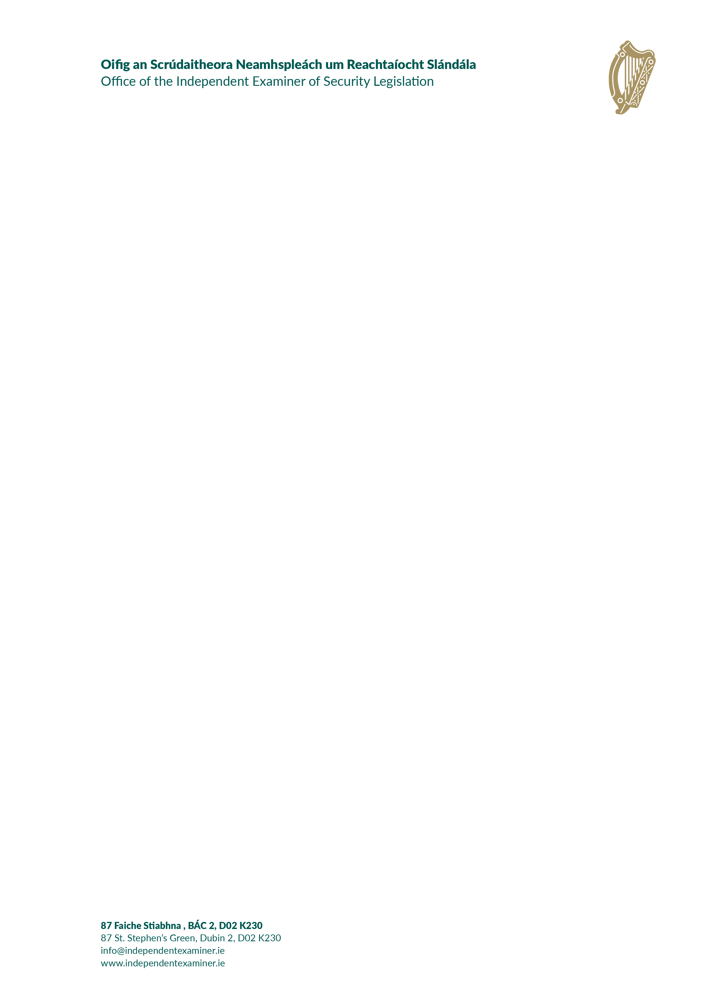 Oifig an Scrúdaitheora Neamhspleách um Reachtaíocht Slándála
Office of the Independent Examiner of Security Legislation
87 Faiche Stiabhna , BÁC 2, D02 K230
87 St. Stephen’s Green, Dubin 2, D02 K230
info@independentexaminer.ie
www.independentexaminer.ie